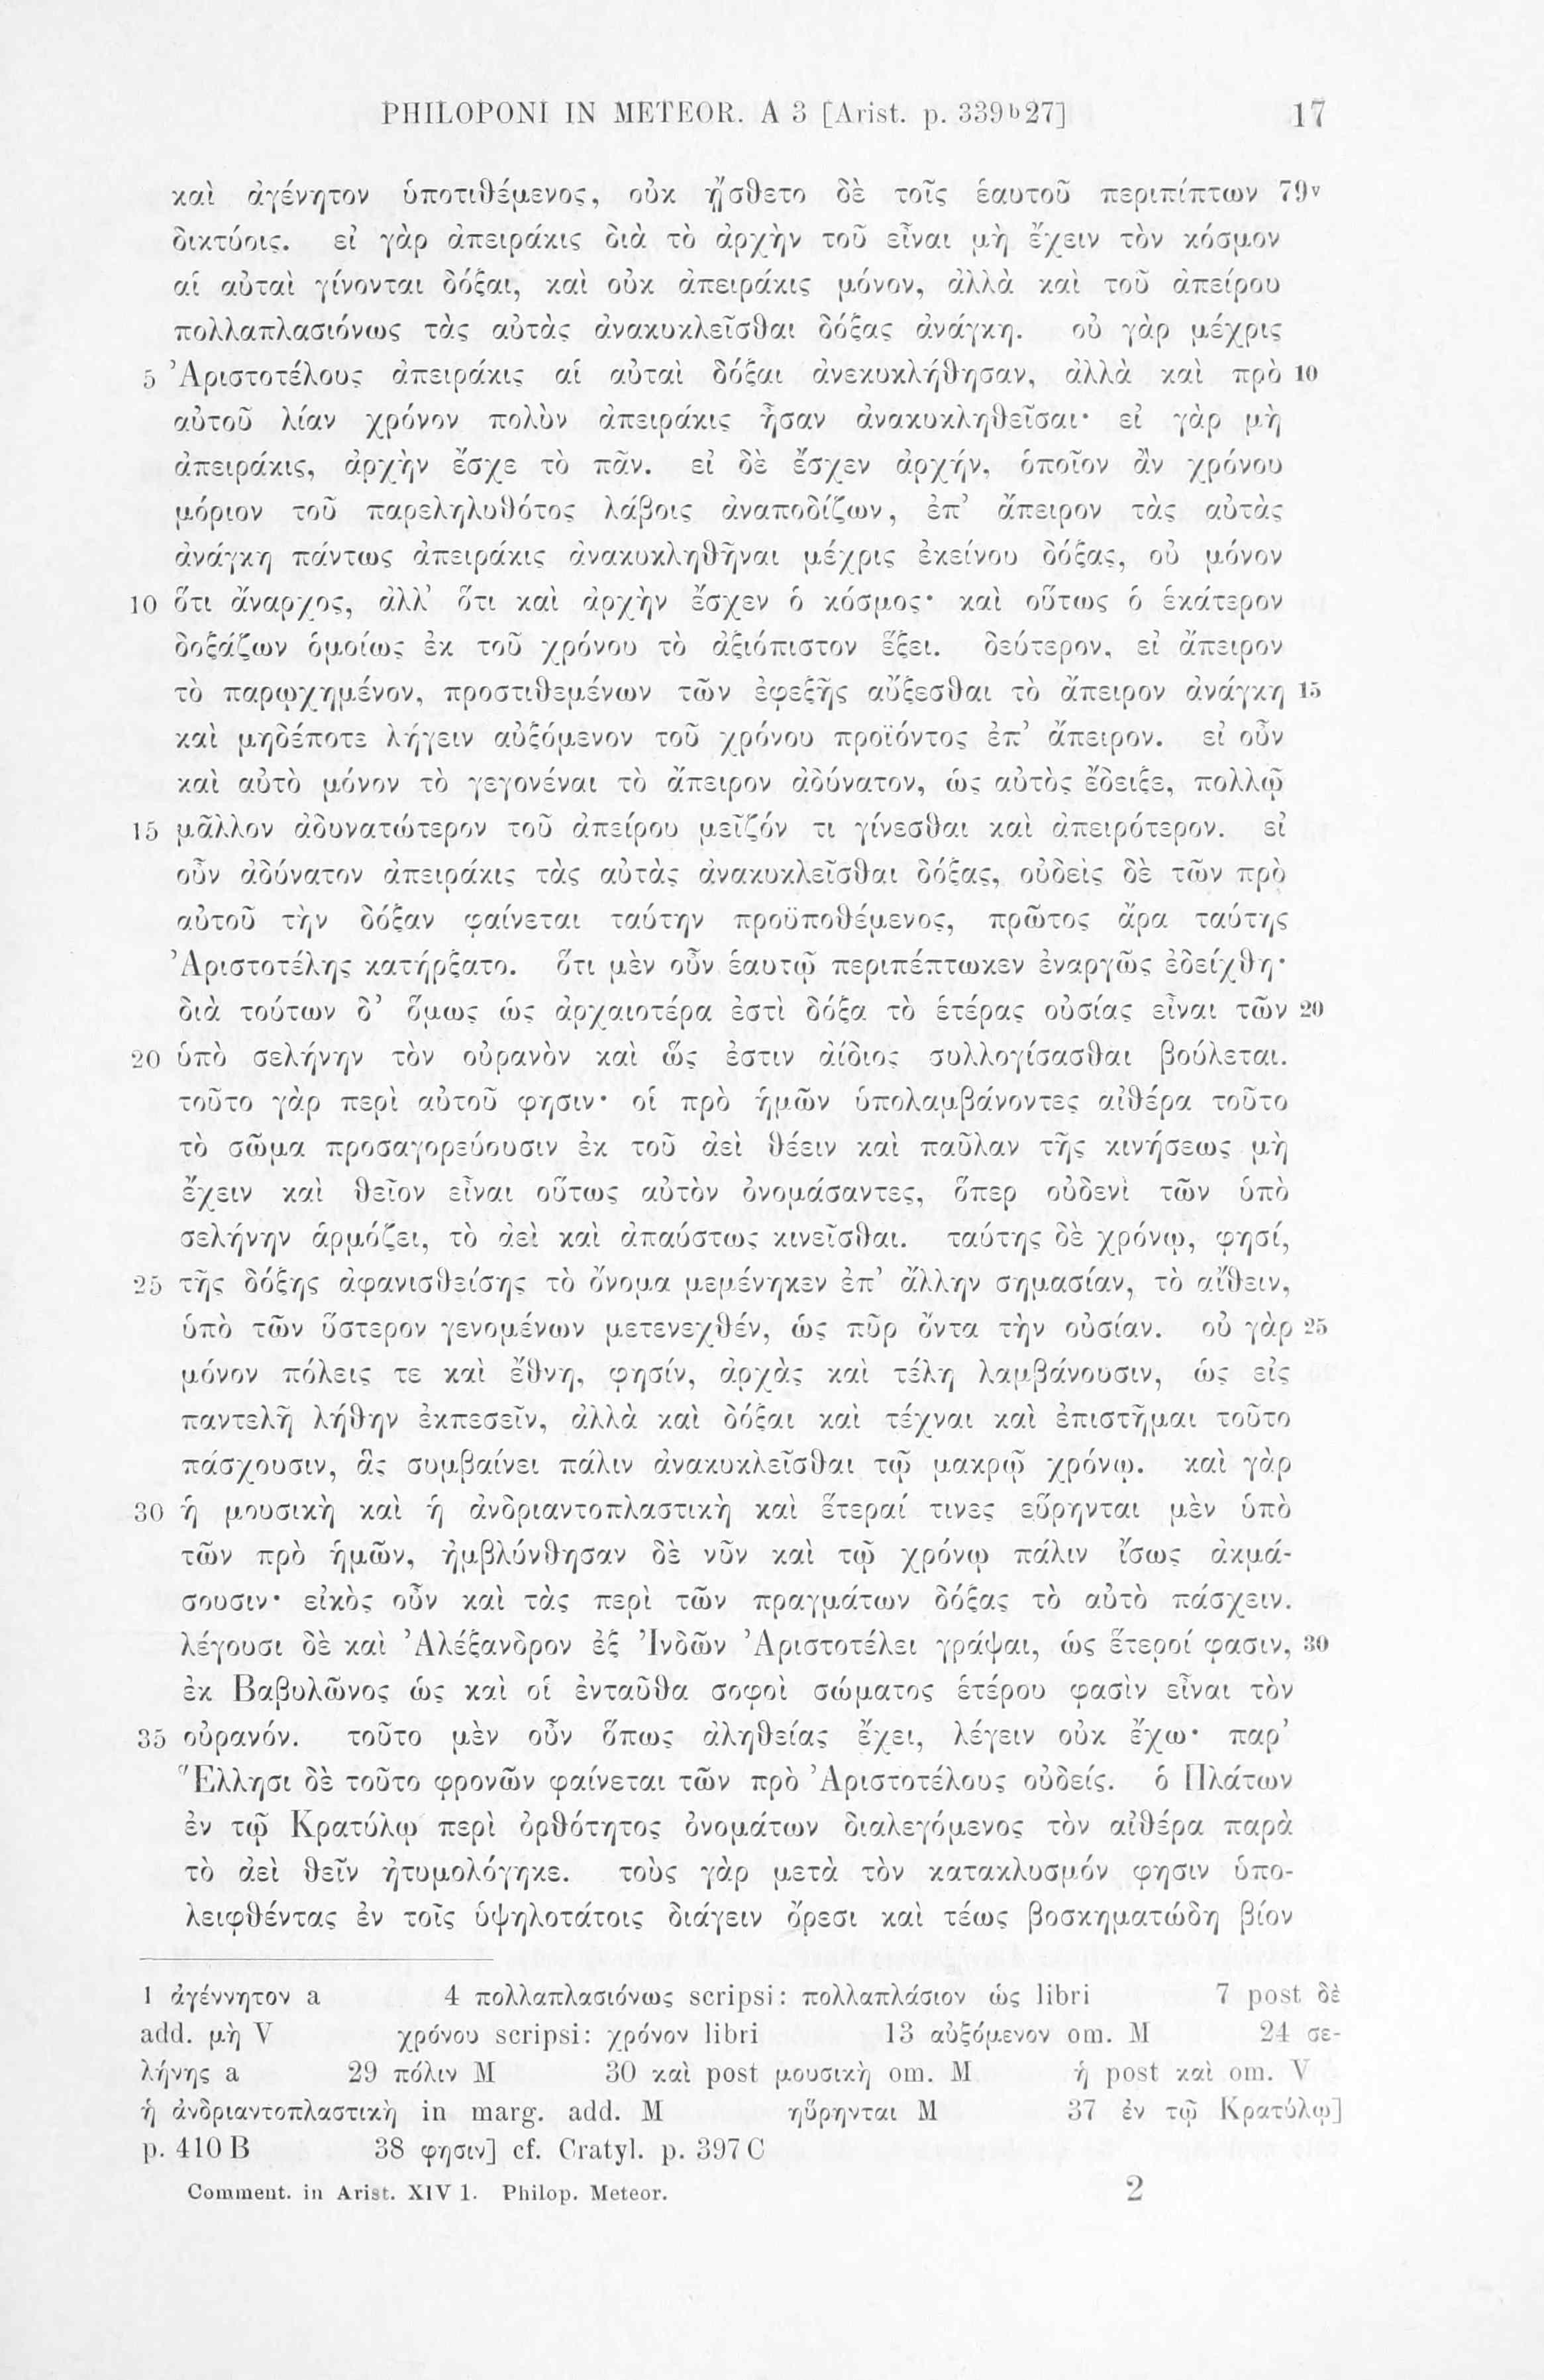 PHILOPONI IN METEOR. A 3 [Arist. p. 339b27] 17
καὶ ἀγένητον ὑποτιθέμενος, οὐκ ᾔσθετο δὲ τοῖς ἑαυτοῦ περιπίπτων 79v
δικτύοις. εἰ γὰρ ἀπειράκις διὰ τὸ ἀρχὴν τοῦ εἶναι μὴ ἔχειν τὸν κόσμον
αἱ αὐταὶ γίνονται δόξαι, καὶ οὐκ ἀπειράκις μόνον, ἀλλὰ καὶ τοῦ ἀπείρου
πολλαπλασιόνως τὰς αὐτὰς ἀνακυκλεῖσθαι δόξας ἀνάγκη. οὐ γὰρ μέχρις
5 Ἀριστοτέλους ἀπειράκις αἱ αὐταὶ δόξαι ἀνεκυκλήθησαν, ἀλλὰ καὶ πρὸ 10
αὐτοῦ λίαν χρόνον πολὺν ἀπειράκις ἦσαν ἀνακυκληθεῖσαι· εἰ γὰρ μὴ
ἀπειράκις, ἀρχὴν ἔσχε τὸ πᾶν. εἰ δὲ ἔσχεν ἀρχήν, ὁποῖον ἂν χρόνου
μόριον τοῦ παρεληλυθότος λάβοις ἀναποδίζων, ἐπ’ ἄπειρον τὰς αὐτὰς
ἀνάγκη πάντως ἀπειράκις ἀνακυκληθῆναι μέχρις ἐκείνου δόξας, οὐ μόνον
10 ὅτι ἄναρχος, ἀλλ’ ὅτι καὶ ἀρχὴν ἔσχεν ὁ κόσμος· καὶ οὕτως ὁ ἑκάτερον
δοξάζων ὁμοίως ἐκ τοῦ χρόνου τὸ ἀξιόπιστον ἕξει. δεύτερον, εἰ ἄπειρον
τὸ παρῳχημένον, προστιθεμένων τῶν ἐφεξῆς αὔξεσθαι τὸ ἄπειρον ἀνάγκη 15
καὶ μηδέποτε λήγειν αὐξόμενον τοῦ χρόνου προϊόντος ἐπ’ ἄπειρον. εἰ οὖν
καὶ αὐτὸ μόνον τὸ γεγονέναι τὸ ἄπειρον ἀδύνατον, ὡς αὐτὸς ἔδειξε, πολλῷ
15 μᾶλλον ἀδυνατώτερον τοῦ ἀπείρου μεῖζόν τι γίνεσθαι καὶ ἀπειρότερον. εἰ
οὖν ἀδύνατον ἀπειράκις τὰς αὐτὰς ἀνακυκλεῖσθαι δόξας, οὐδεὶς δὲ τῶν πρὸ
αὐτοῦ τὴν δόξαν φαίνεται ταύτην προϋποθέμενος, πρῶτος ἄρα ταύτης
Ἀριστοτέλης κατήρξατο. ὅτι μὲν οὖν ἑαυτῷ περιπέπτωκεν ἐναργῶς ἐδείχθη·
διὰ τούτων δ’ ὅμως ὡς ἀρχαιοτέρα ἐστὶ δόξα τὸ ἑτέρας οὐσίας εἶναι τῶν 20
20 ὑπὸ σελήνην τὸν οὐρανὸν καὶ ὥς ἐστιν ἀίδιος συλλογίσασθαι βούλεται.
τοῦτο γὰρ περὶ αὐτοῦ φησιν· οἱ πρὸ ἡμῶν ὑπολαμβάνοντες αἰθέρα τοῦτο
τὸ σῶμα προσαγορεύουσιν ἐκ τοῦ ἀεὶ θέειν καὶ παῦλαν τῆς κινήσεως μὴ
ἔχειν καὶ θεῖον εἶναι οὕτως αὐτὸν ὀνομάσαντες, ὅπερ οὐδενὶ τῶν ὑπὸ
σελήνην ἁρμόζει, τὸ ἀεὶ καὶ ἀπαύστως κινεῖσθαι. ταύτης δὲ χρόνῳ, φησί,
25 τῆς δόξης ἀφανισθείσης τὸ ὄνομα μεμένηκεν ἐπ’ ἄλλην σημασίαν, τὸ αἴθειν,
ὑπὸ τῶν ὕστερον γενομένων μετενεχθέν, ὡς πῦρ ὄντα τὴν οὐσίαν. οὐ γὰρ 25
μόνον πόλεις τε καὶ ἔθνη, φησίν, ἀρχὰς καὶ τέλη λαμβάνουσιν, ὡς εἰς
παντελῆ λήθην ἐκπεσεῖν, ἀλλὰ καὶ δόξαι καὶ τέχναι καὶ ἐπιστῆμαι τοῦτο
πάσχουσιν, ἃς συμβαίνει πάλιν ἀνακυκλεῖσθαι τῷ μακρῷ χρόνῳ. καὶ γὰρ
30 ἡ μουσικὴ καὶ ἡ ἀνδριαντοπλαστικὴ καὶ ἕτεραί τινες εὕρηνται μὲν ὑπὸ
τῶν πρὸ ἡμῶν, ἠμβλύνθησαν δὲ νῦν καὶ τῷ χρόνῳ πάλιν ἴσως ἀκμά-
σουσιν· εἰκὸς οὖν καὶ τὰς περὶ τῶν πραγμάτων δόξας τὸ αὐτὸ πάσχειν.
λέγουσι δὲ καὶ Ἀλέξανδρον ἐξ Ἰνδῶν Ἀριστοτέλει γράψαι, ὡς ἕτεροί φασιν, 30
ἐκ Βαβυλῶνος ὡς καὶ οἱ ἐνταῦθα σοφοὶ σώματος ἑτέρου φασὶν εἶναι τὸν
35 οὐρανόν. τοῦτο μὲν οὖν ὅπως ἀληθείας ἔχει, λέγειν οὐκ ἔχω· παρ’
Ἕλλησι δὲ τοῦτο φρονῶν φαίνεται τῶν πρὸ Ἀριστοτέλους οὐδείς. ὁ Πλάτων
ἐν τῷ Κρατύλῳ περὶ ὀρθότητος ὀνομάτων διαλεγόμενος τὸν αἰθέρα παρὰ
τὸ ἀεὶ θεῖν ἠτυμολόγηκε. τοὺς γὰρ μετὰ τὸν κατακλυσμόν φησιν ὑπο-
λειφθέντας ἐν τοῖς ὑψηλοτάτοις διάγειν ὄρεσι καὶ τέως βοσκηματώδη βίον
1 ἀγέννητον a 4 πολλαπλασιόνως scripsi: πολλαπλάσιον ὡς libri 7 post δὲ
add. μὴ V χρόνου scripsi: χρόνον libri 13 αὐξόμενον om. M 24 σε-
λήνης a 29 πόλιν M 30 καὶ post μουσικὴ om. M ἡ post καὶ om. V
ἡ ἀνδριαντοπλαστικὴ in marg. add. M ηὕρηνται M 37 ἐν τῷ Κρατύλῳ]
p. 410 B 38 φησιν] cf. Cratyl. p. 397 C
Comment. in Arist. XIV 1. Philop. Meteor. 2